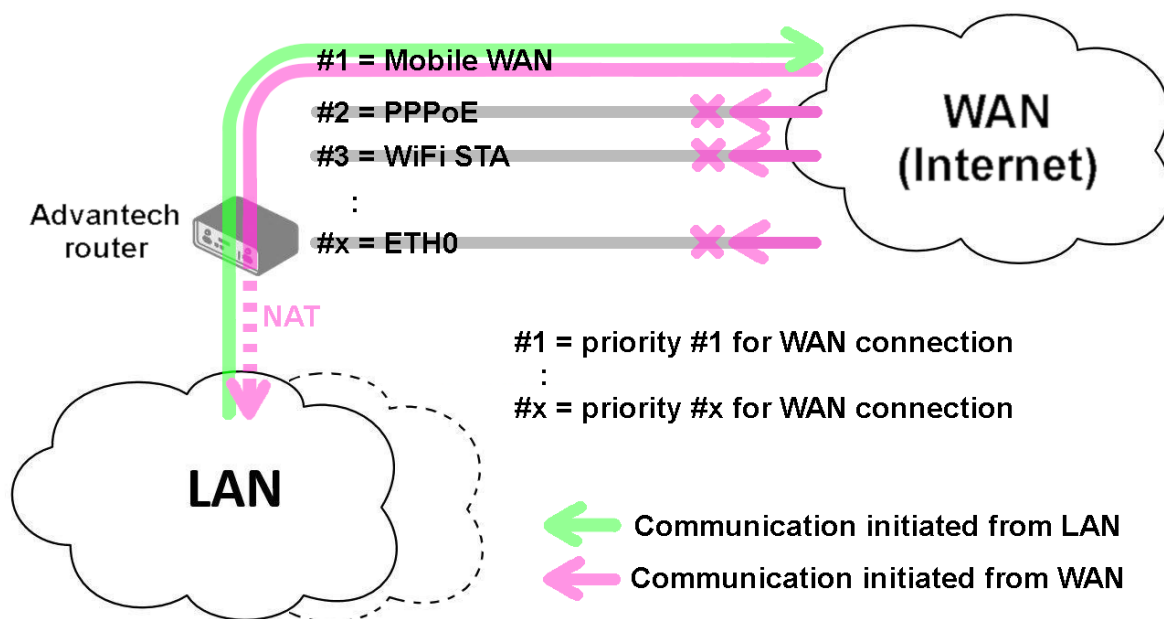 #1 = Mobile WAN
#2 = PPPoE
#3 = WiFi STA
:
#x = ETH0
WAN
(Internet)
Advantech
router
NAT
#1 = priority #1 for WAN connection
:
#x = priority #x for WAN connection
LAN
Communication initiated from LAN
Communication initiated from WAN